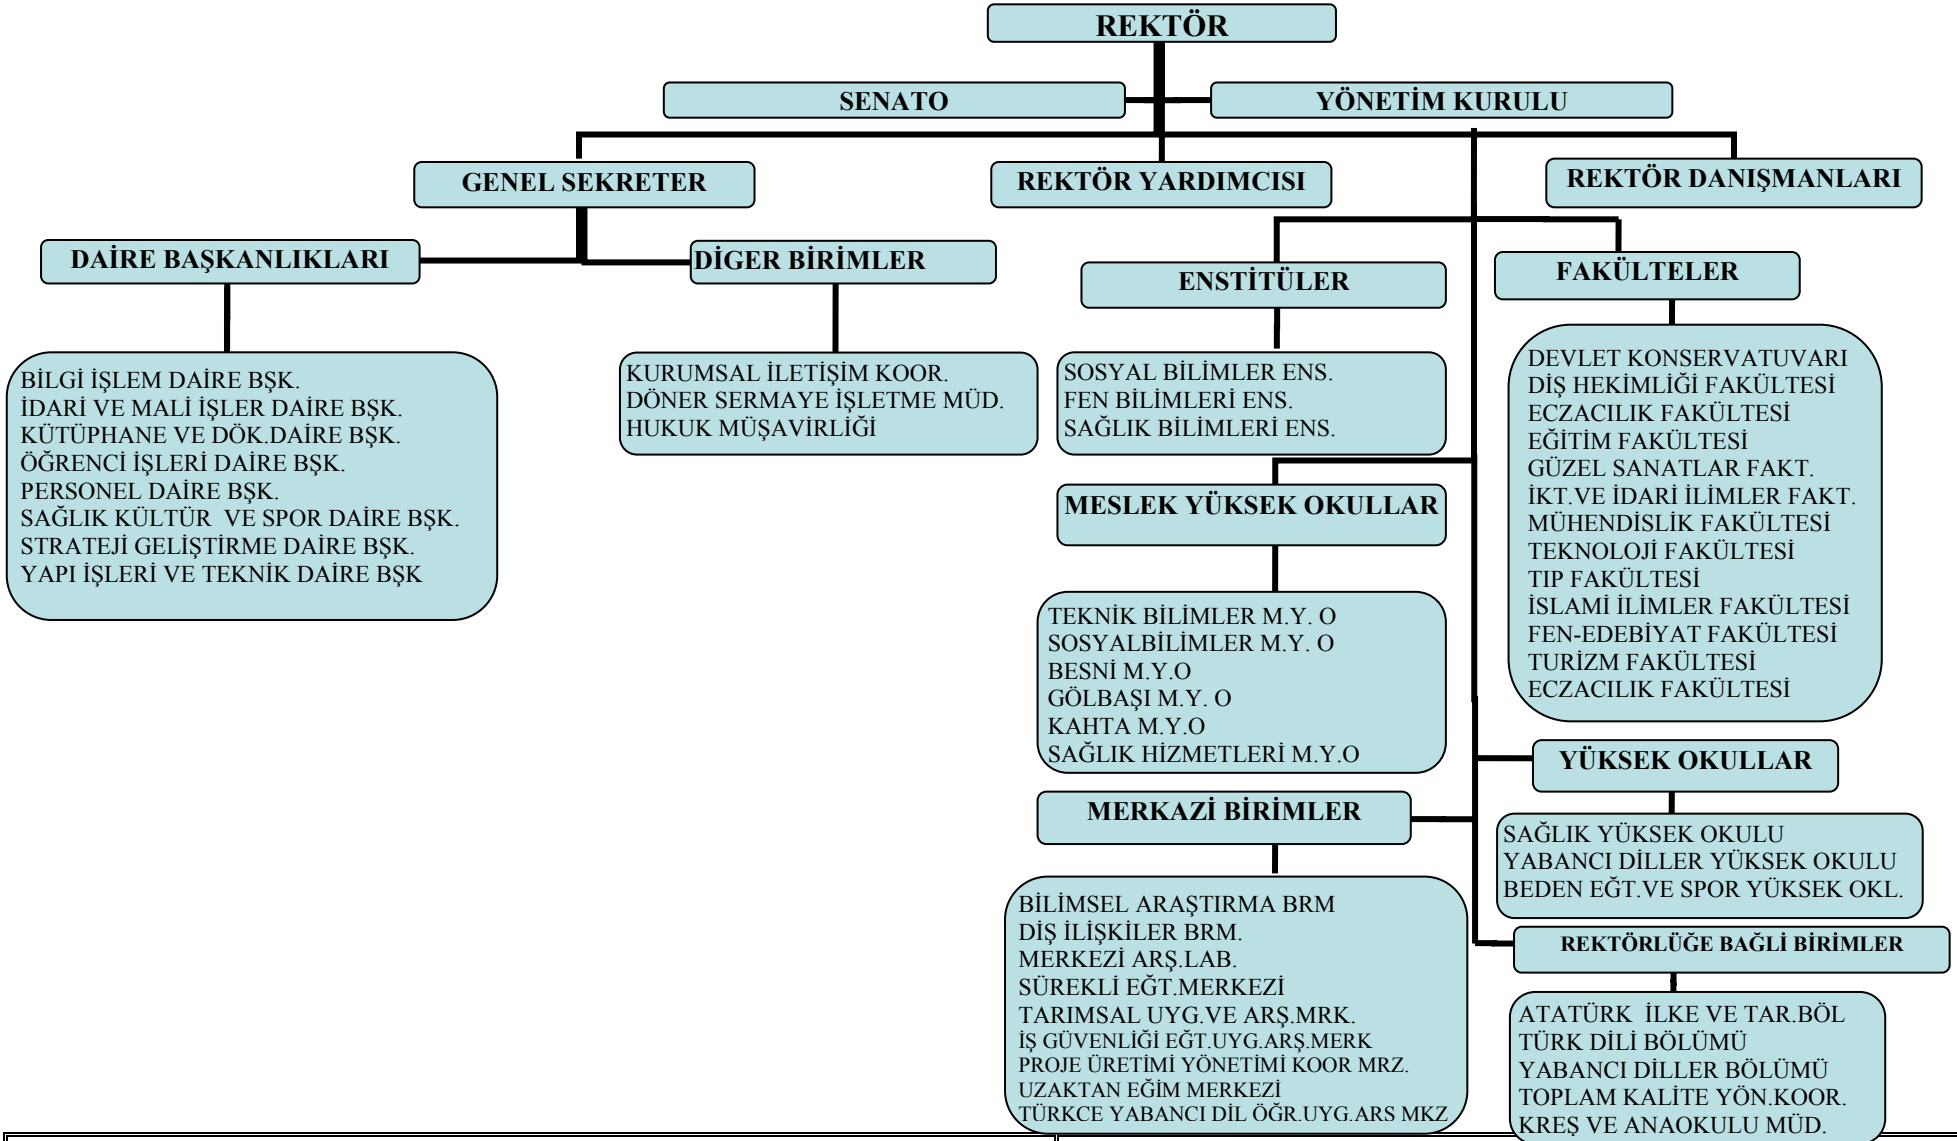 REKTÖR
SENATO
YÖNETİM KURULU
GENEL SEKRETER
REKTÖR YARDIMCISI
REKTÖR DANIŞMANLARI
DAİRE BAŞKANLIKLARI
DİGER BİRİMLER
ENSTİTÜLER
FAKÜLTELER
BİLGİ İŞLEM DAİRE BŞK.
İDARİ VE MALİ İŞLER DAİRE BŞK.
KÜTÜPHANE VE DÖK.DAİRE BŞK.
ÖĞRENCİ İŞLERİ DAİRE BŞK.
PERSONEL DAİRE BŞK.
SAĞLIK KÜLTÜR VE SPOR DAİRE BŞK.
STRATEJİ GELİŞTİRME DAİRE BŞK.
YAPI İŞLERİ VE TEKNİK DAİRE BŞK
KURUMSAL İLETİŞİM KOOR.
DÖNER SERMAYE İŞLETME MÜD.
HUKUK MÜŞAVİRLİĞİ
SOSYAL BİLİMLER ENS.
FEN BİLİMLERİ ENS.
SAĞLIK BİLİMLERİ ENS.
DEVLET KONSERVATUVARI
DİŞ HEKİMLİĞİ FAKÜLTESİ
ECZACILIK FAKÜLTESİ
EĞİTİM FAKÜLTESİ
GÜZEL SANATLAR FAKT.
İKT.VE İDARİ İLİMLER FAKT.
MÜHENDİSLİK FAKÜLTESİ
TEKNOLOJİ FAKÜLTESİ
TIP FAKÜLTESİ
İSLAMİ İLİMLER FAKÜLTESİ
FEN-EDEBİYAT FAKÜLTESİ
TURİZM FAKÜLTESİ
ECZACILIK FAKÜLTESİ
MESLEK YÜKSEK OKULLAR
TEKNİK BİLİMLER M.Y. O
SOSYALBİLİMLER M.Y. O
BESNİ M.Y.O
GÖLBAŞI M.Y. O
KAHTA M.Y.O
SAĞLIK HİZMETLERİ M.Y.O
YÜKSEK OKULLAR
SAĞLIK YÜKSEK OKULU
YABANCI DİLLER YÜKSEK OKULU
BEDEN EĞT.VE SPOR YÜKSEK OKL.
MERKAZİ BİRİMLER
BİLİMSEL ARAŞTIRMA BRM
DİŞ İLİŞKİLER BRM.
MERKEZİ ARŞ.LAB.
SÜREKLİ EĞT.MERKEZİ
TARIMSAL UYG.VE ARŞ.MRK.
İŞ GÜVENLİĞİ EĞT.UYG.ARŞ.MERK
PROJE ÜRETİMİ YÖNETİMİ KOOR MRZ.
UZAKTAN EĞİM MERKEZİ
TÜRKCE YABANCI DİL ÖĞR.UYG.ARS MKZ
REKTÖRLÜĞE BAĞLİ BİRİMLER
ATATÜRK İLKE VE TAR.BÖL
TÜRK DİLİ BÖLÜMÜ
YABANCI DİLLER BÖLÜMÜ
TOPLAM KALİTE YÖN.KOOR.
KREŞ VE ANAOKULU MÜD.